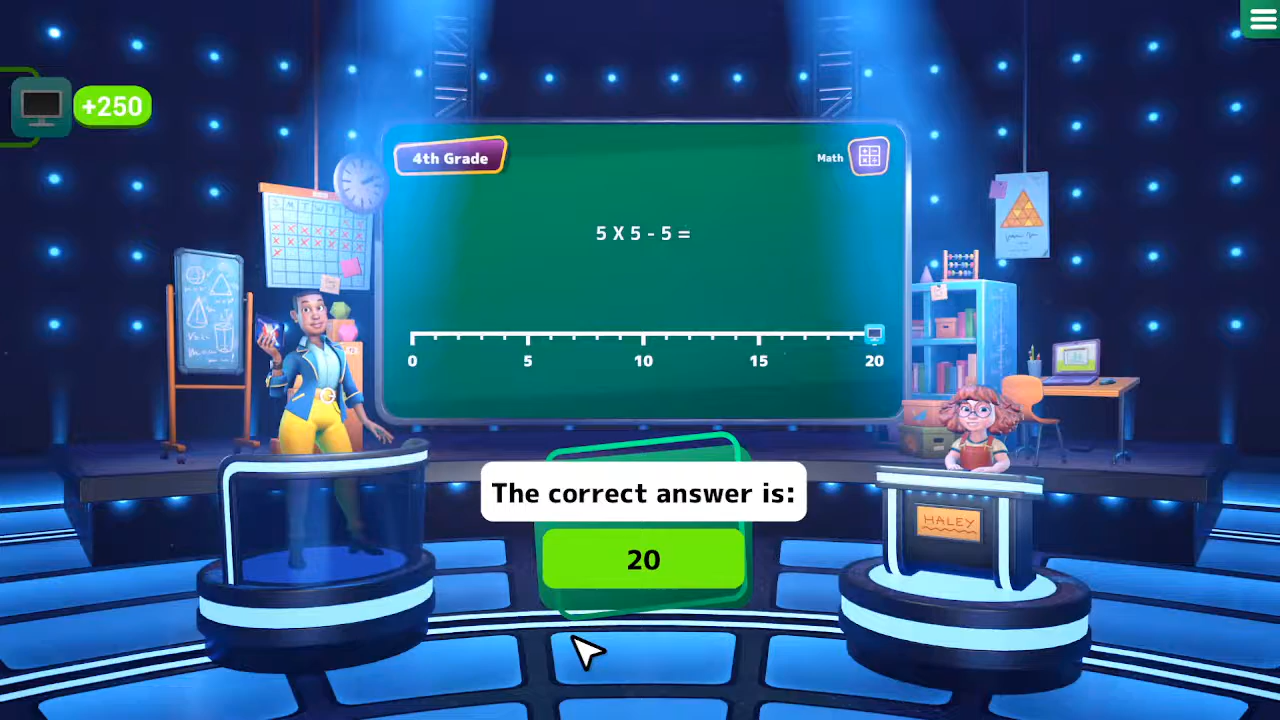 +250
4th Grade
Math
5 X 5 - 5 =
0 5 10 15 20
S M T W T
The correct answer is:
20
HALEY